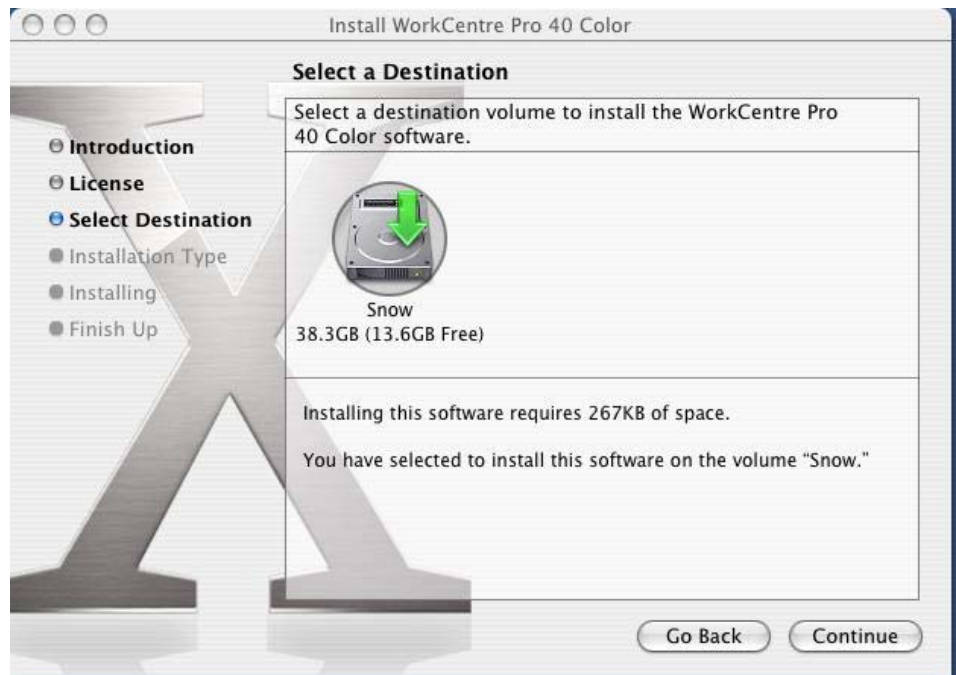 Install WorkCentre Pro 40 Color
Select a Destination
Introduction
License
Select Destination
Installation Type
Installing
Finish Up
Select a destination volume to install the WorkCentre Pro
40 Color software.
Snow
38.3GB (13.6GB Free)
Installing this software requires 267KB of space.
You have selected to install this software on the volume “Snow.”
Go Back
Continue